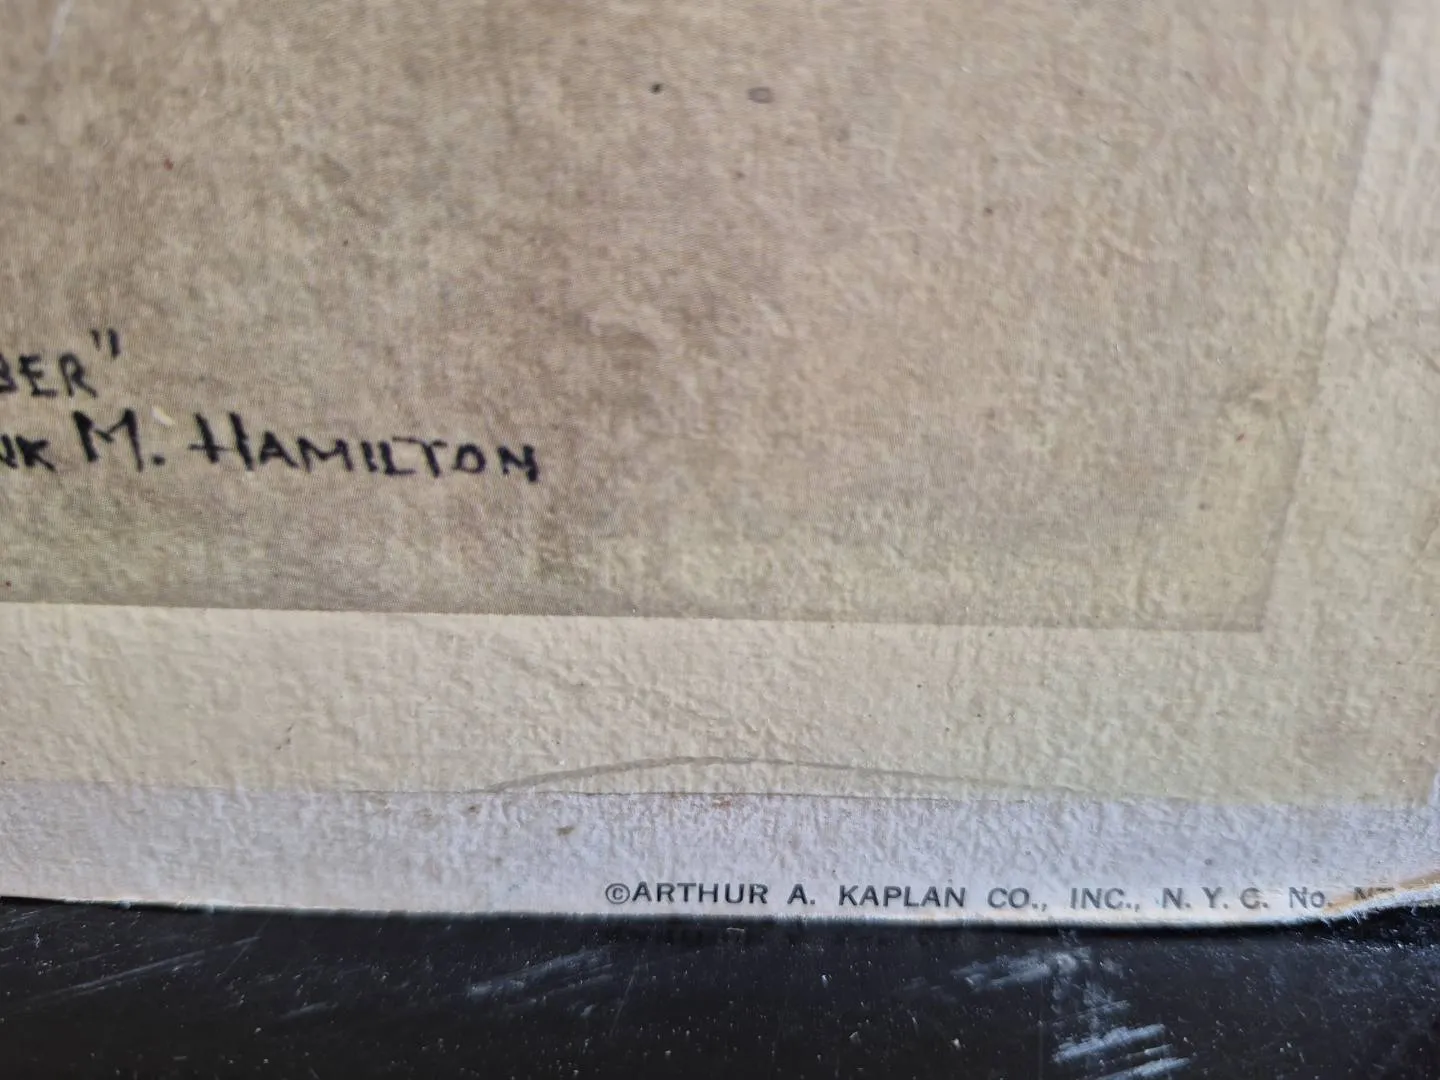 BER"
NK M. HAMILTON
©ARTHUR A. KAPLAN CO., INC., N. Y. C. No.